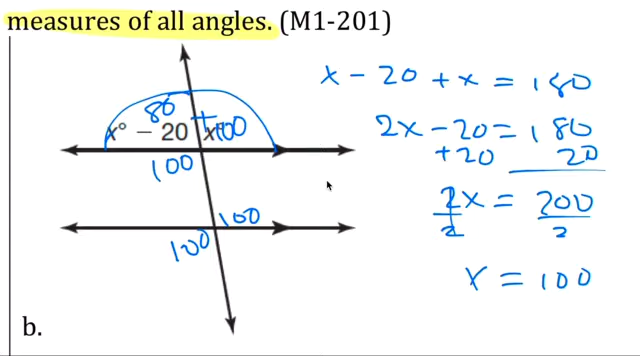 measures of all angles. (M1-201)
x - 20 + x = 180
80 +
x° - 20 x° 100
2x - 20 = 180
+20 20
100
2x = 200
2 2
100
100
x = 100
b.